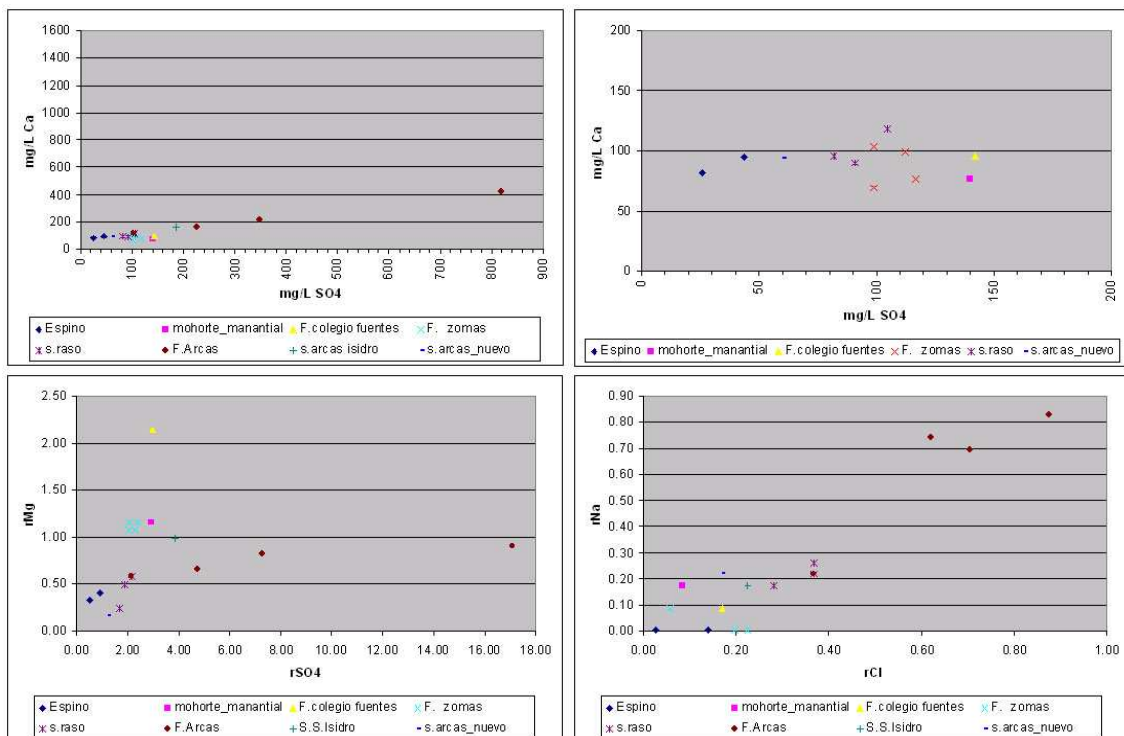 1600
1400
1200
1000
800
600
400
200
0
mg/L Ca
0 100 200 300 400 500 600 700 800 900
mg/L SO4
Espino mohorte_manantial F.colegio fuentes F. zomas
s.raso F.Arcas s.arcas isidro s.arcas_nuevo
200
150
100
50
0
mg/L Ca
0 50 100 150 200
mg/L SO4
Espino mohorte_manantial F.colegio fuentes F. zomas s.raso s.arcas_nuevo
2.50
2.00
1.50
1.00
0.50
0.00
rMg
0.00 2.00 4.00 6.00 8.00 10.00 12.00 14.00 16.00 18.00
rSO4
Espino mohorte_manantial F.colegio fuentes F. zomas
s.raso F.Arcas S.S.Isidro s.arcas_nuevo
0.90
0.80
0.70
0.60
0.50
0.40
0.30
0.20
0.10
0.00
rNa
0.00 0.20 0.40 0.60 0.80 1.00
rCl
Espino mohorte_manantial F.colegio fuentes F. zomas
s.raso F.Arcas S.S.Isidro s.arcas_nuevo